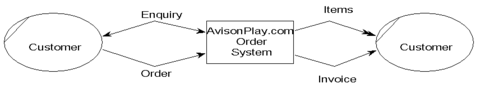 Enquiry
Items
Customer
AvisonPlay.com
Order
System
Customer
Order
Invoice